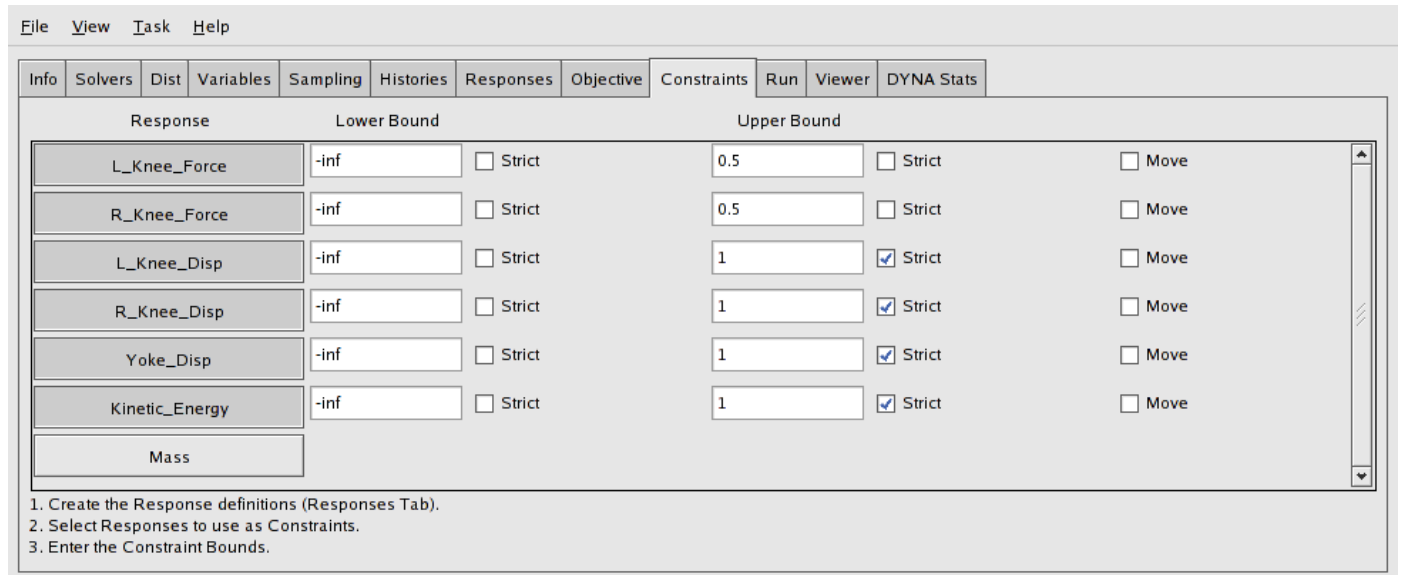 File View Task Help
Info Solvers Dist Variables Sampling Histories Responses Objective Constraints Run Viewer DYNA Stats
Response Lower Bound Upper Bound
L_Knee_Force -inf Strict 0.5 Strict Move
R_Knee_Force -inf Strict 0.5 Strict Move
L_Knee_Disp -inf Strict 1 Strict Move
R_Knee_Disp -inf Strict 1 Strict Move
Yoke_Disp -inf Strict 1 Strict Move
Kinetic_Energy -inf Strict 1 Strict Move
Mass
1. Create the Response definitions (Responses Tab).
2. Select Responses to use as Constraints.
3. Enter the Constraint Bounds.